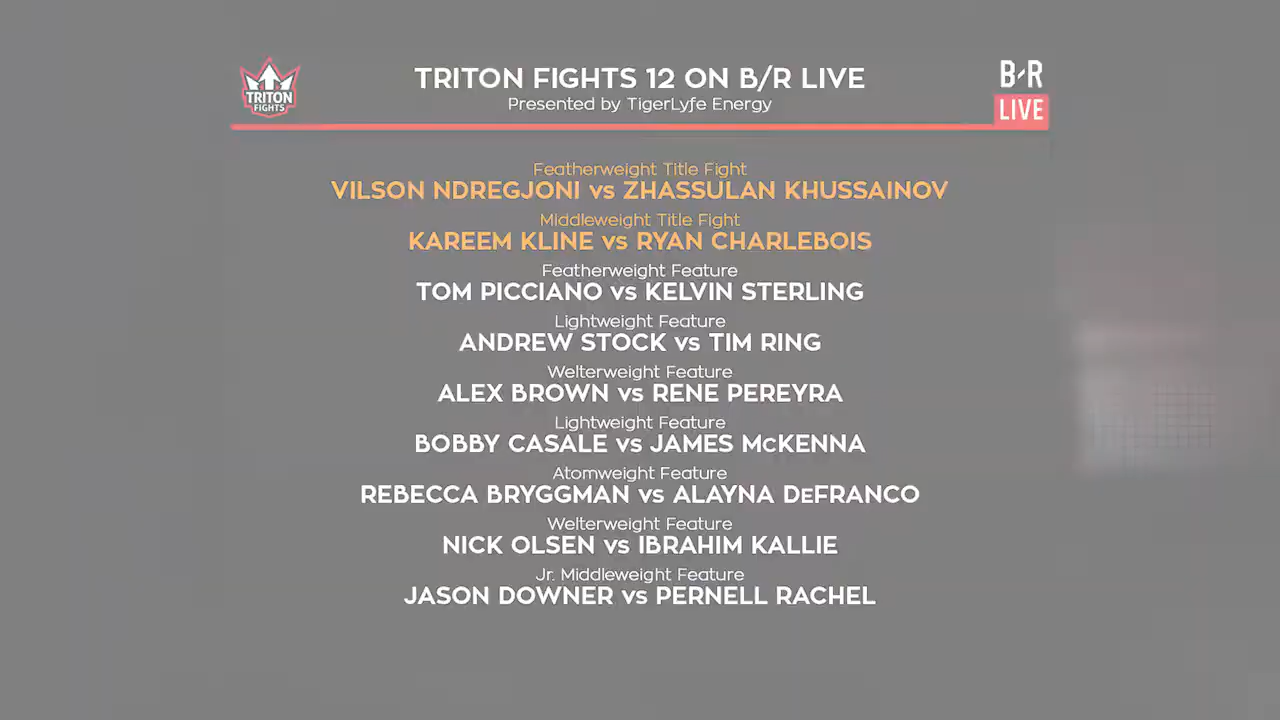 TRITON FIGHTS
TRITON FIGHTS 12 ON B/R LIVE
Presented by TigerLyfe Energy
B/R
LIVE
Featherweight Title Fight
VILSON NDREGJONI vs ZHASSULAN KHUSSAINOV
Middleweight Title Fight
KAREEM KLINE vs RYAN CHARLEBOIS
Featherweight Feature
TOM PICCIANO vs KELVIN STERLING
Lightweight Feature
ANDREW STOCK vs TIM RING
Welterweight Feature
ALEX BROWN vs RENE PEREYRA
Lightweight Feature
BOBBY CASALE vs JAMES McKENNA
Atomweight Feature
REBECCA BRYGGMAN vs ALAYNA DeFRANCO
Welterweight Feature
NICK OLSEN vs IBRAHIM KALLIE
Jr. Middleweight Feature
JASON DOWNER vs PERNELL RACHEL